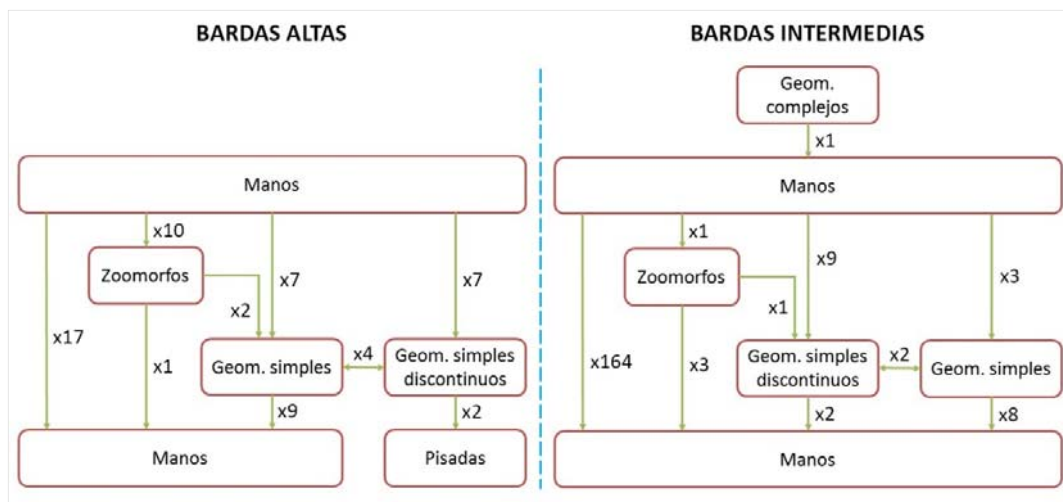 BARDAS ALTAS
Manos
x10
Zoomorfos
x7
x7
x2
x17
x1
Geom. simples
x4
Geom. simples
discontinuos
x9
x2
Manos
Pisadas
BARDAS INTERMEDIAS
Geom.
complejos
x1
Manos
x1
Zoomorfos
x9
x3
x1
x164
x3
Geom. simples
discontinuos
x2
Geom. simples
x2
x8
Manos